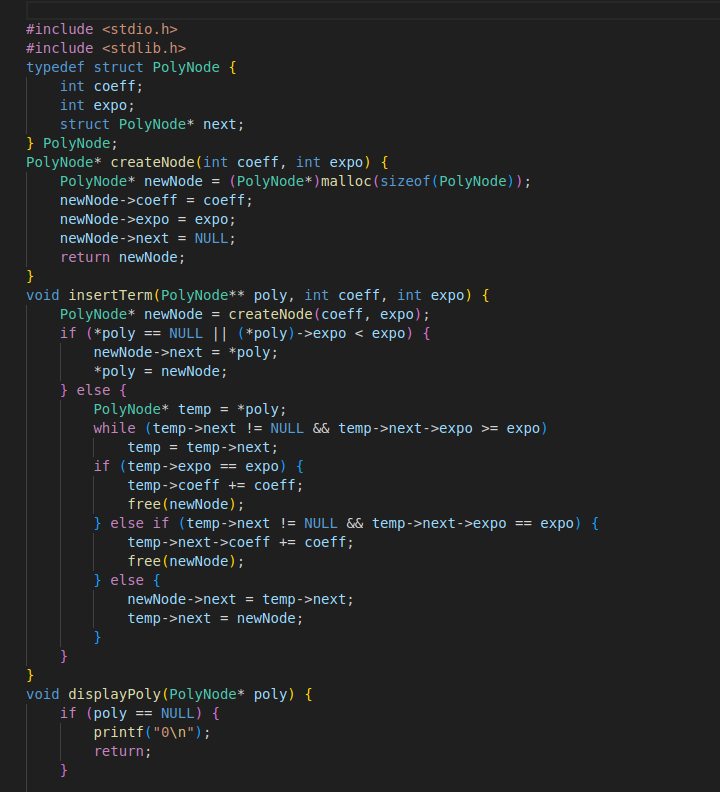 #include <stdio.h>
#include <stdlib.h>
typedef struct PolyNode {
    int coeff;
    int expo;
    struct PolyNode* next;
} PolyNode;
PolyNode* createNode(int coeff, int expo) {
    PolyNode* newNode = (PolyNode*)malloc(sizeof(PolyNode));
    newNode->coeff = coeff;
    newNode->expo = expo;
    newNode->next = NULL;
    return newNode;
}
void insertTerm(PolyNode** poly, int coeff, int expo) {
    PolyNode* newNode = createNode(coeff, expo);
    if (*poly == NULL || (*poly)->expo < expo) {
        newNode->next = *poly;
        *poly = newNode;
    } else {
        PolyNode* temp = *poly;
        while (temp->next != NULL && temp->next->expo >= expo)
            temp = temp->next;
        if (temp->expo == expo) {
            temp->coeff += coeff;
            free(newNode);
        } else if (temp->next != NULL && temp->next->expo == expo) {
            temp->next->coeff += coeff;
            free(newNode);
        } else {
            newNode->next = temp->next;
            temp->next = newNode;
        }
    }
}
void displayPoly(PolyNode* poly) {
    if (poly == NULL) {
        printf("0\n");
        return;
    }